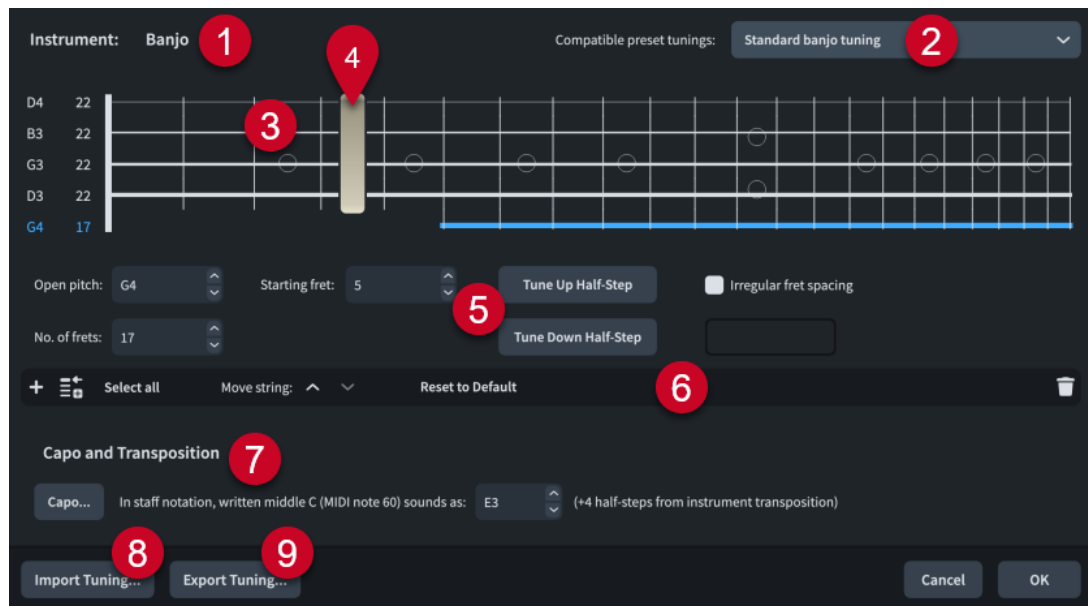 Instrument: Banjo 1 Compatible preset tunings: Standard banjo tuning 2
4
D4 22
3
B3 22
G3 22
D3 22
G4 17
Open pitch: G4 Starting fret: 5 Tune Up Half-Step Irregular fret spacing
5
No. of frets: 17 Tune Down Half-Step
Select all Move string: Reset to Default 6
Capo and Transposition 7
Capo... In staff notation, written middle C (MIDI note 60) sounds as: E3 (+4 half-steps from instrument transposition)
8 9
Import Tuning... Export Tuning... Cancel OK